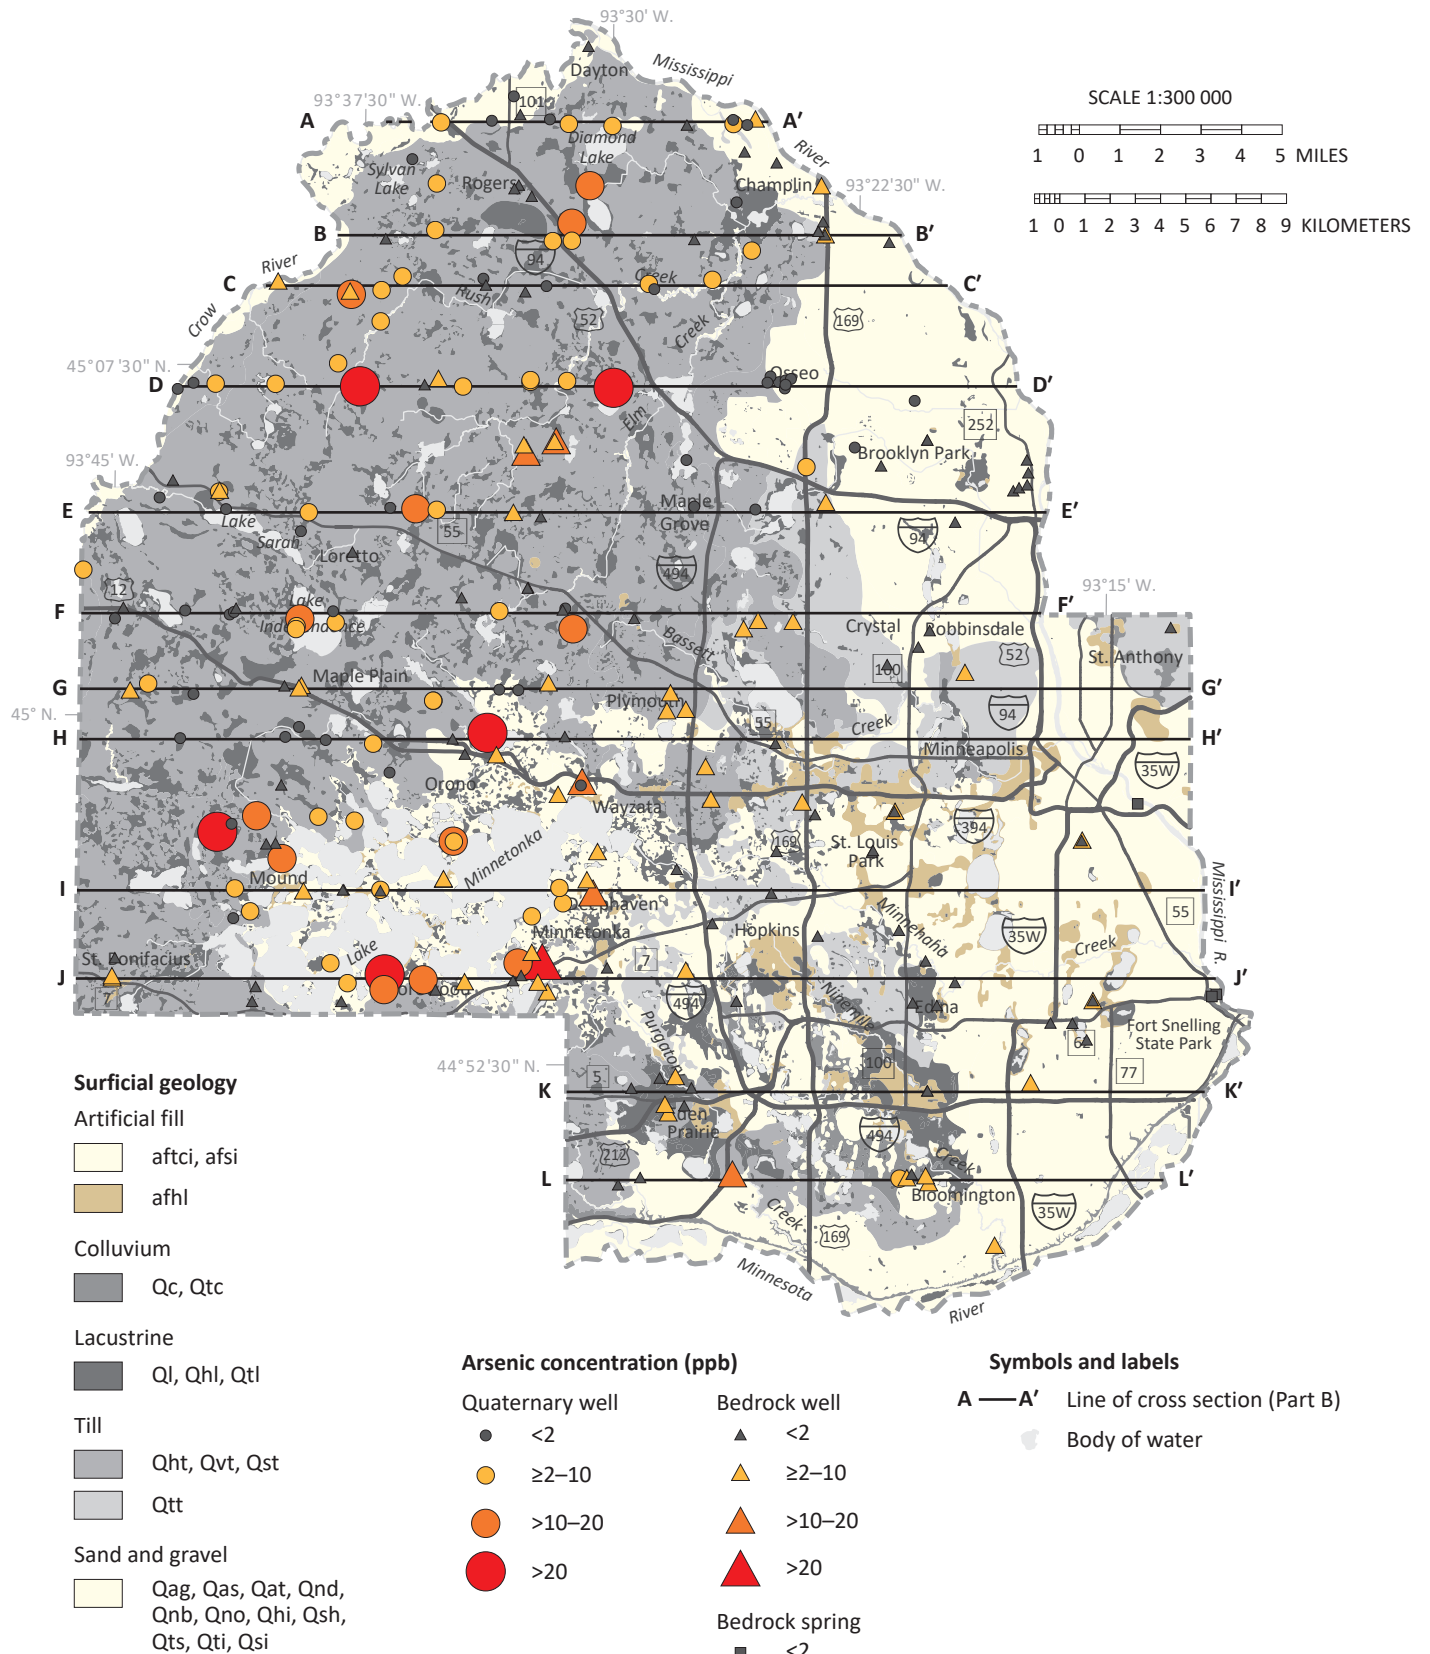 93°30' W.
Dayton
Mississippi
SCALE 1:300 000
93°37'30" W.
101
A
A′
Diamond
Lake
River
1 0 1 2 3 4 5 MILES
Sylvan
Lake
Rogers
Champlin
93°22'30" W.
1 0 1 2 3 4 5 6 7 8 9 KILOMETERS
B
B′
94
River
Creek
C
C′
Rush
Crow
52
169
Creek
45°07'30" N.
Osseo
D
D′
Elm
252
93°45' W.
Brooklyn Park
Maple
Grove
E
E′
Lake
Sarah
55
94
Loretto
494
12
93°15' W.
F
F′
Lake
Independence
Crystal
Robbinsdale
Bassett
52
St. Anthony
100
Maple Plain
G
G′
Plymouth
45° N.
55
Creek
94
H
H′
Minneapolis
35W
Orono
Wayzata
394
169
St. Louis
Park
Minnetonka
Mound
I
I′
Mississippi R.
Deephaven
55
Minnetonka
Hopkins
Minnehaha
35W
Creek
St. Bonifacius
Lake
7
J
J′
7
494
Ninemile
Edina
Purgatory
Fort Snelling
State Park
62
44°52'30" N.
5
100
77
K
K′
Eden
Prairie
494
212
Creek
L
L′
Bloomington
Creek
35W
169
Minnesota
River
Surficial geology
Artificial fill
aftci, afsi
afhl
Colluvium
Qc, Qtc
Lacustrine
Ql, Qhl, Qtl
Till
Qht, Qvt, Qst
Qtt
Sand and gravel
Qag, Qas, Qat, Qnd,
Qnb, Qno, Qhi, Qsh,
Qts, Qti, Qsi
Arsenic concentration (ppb)
Quaternary well
<2
≥2–10
>10–20
>20
Bedrock well
<2
≥2–10
>10–20
>20
Bedrock spring
<2
Symbols and labels
A — A′ Line of cross section (Part B)
Body of water